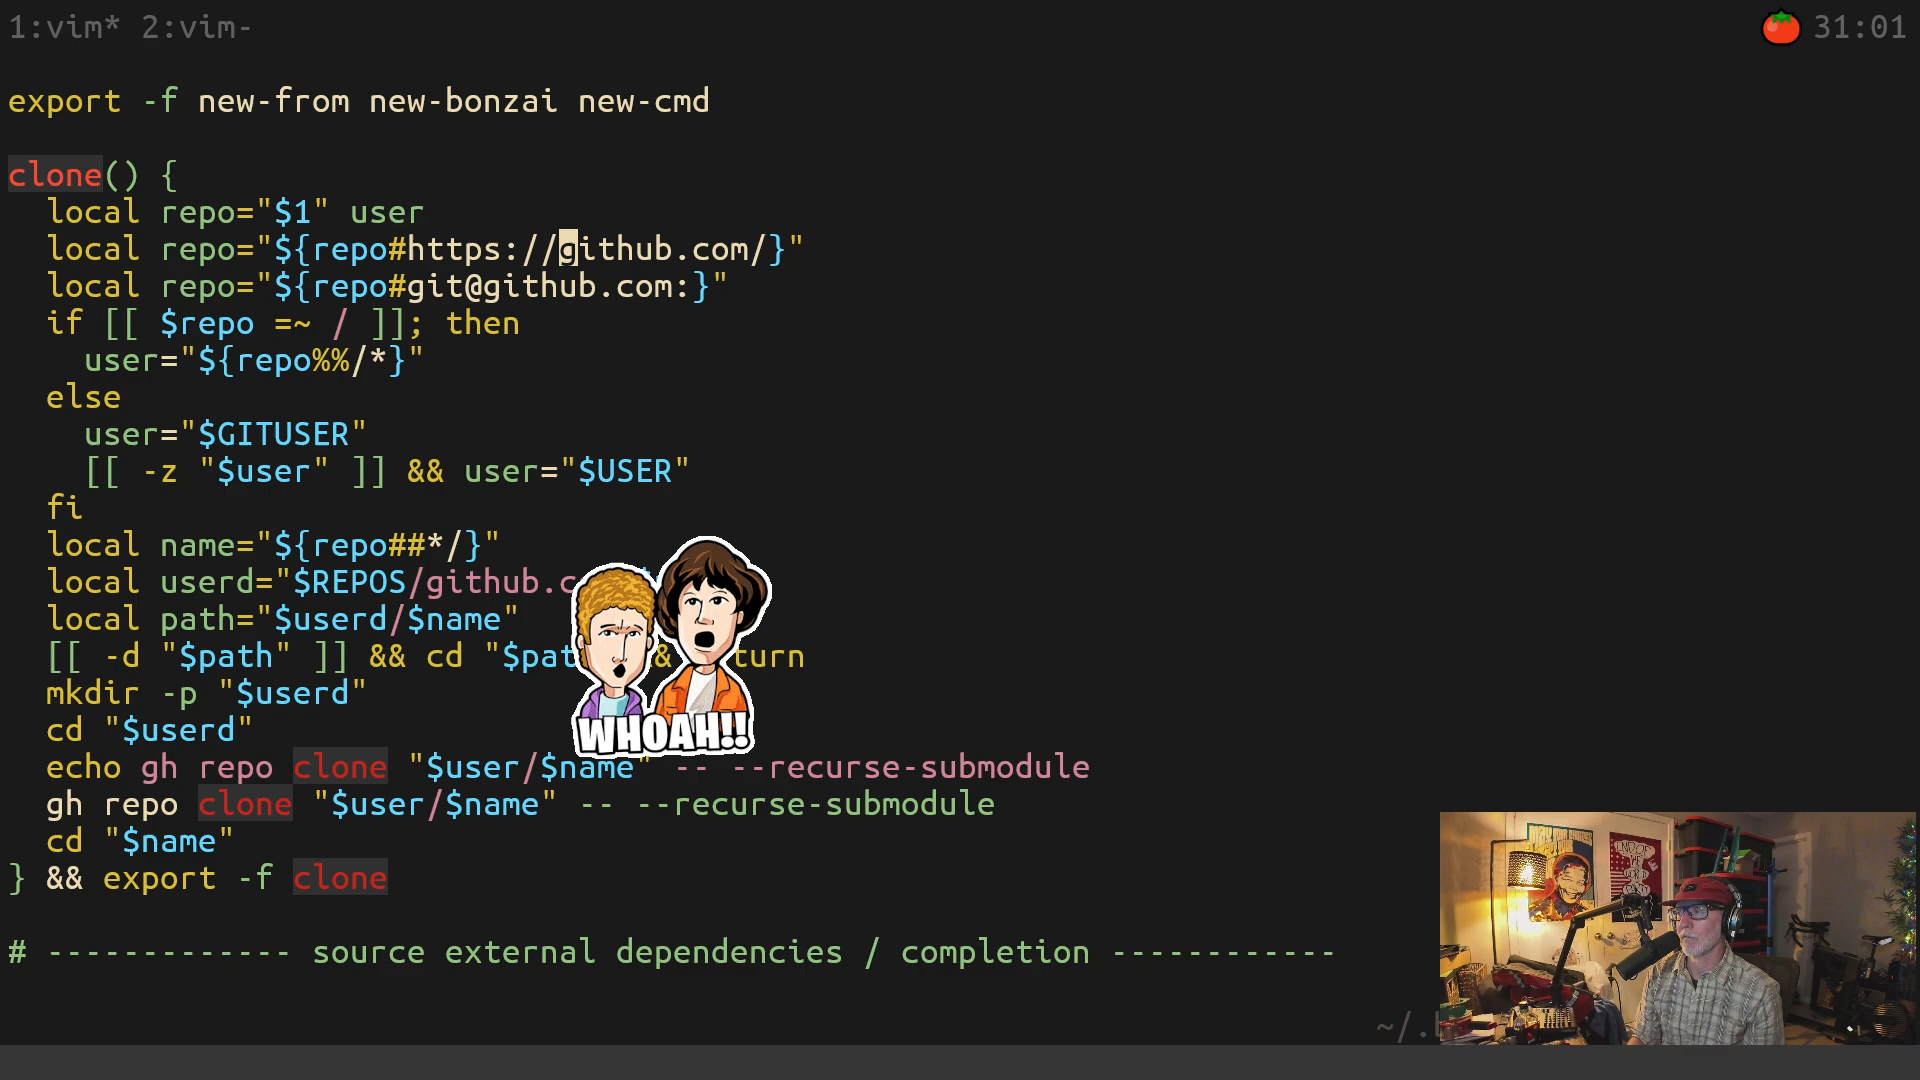 1:vim* 2:vim-
🍅 31:01
export -f new-from new-bonzai new-cmd
clone() {
  local repo="$1" user
  local repo="${repo#https://github.com/}"
  local repo="${repo#git@github.com:}"
  if [[ $repo =~ / ]]; then
    user="${repo%%/*}"
  else
    user="$GITUSER"
    [[ -z "$user" ]] && user="$USER"
  fi
  local name="${repo##*/}"
  local userd="$REPOS/github.c
  local path="$userd/$name"
  [[ -d "$path" ]] && cd "$pat & turn
  mkdir -p "$userd"
WHOAH!!
  cd "$userd"
  echo gh repo clone "$user/$name" -- --recurse-submodule
  gh repo clone "$user/$name" -- --recurse-submodule
  cd "$name"
} && export -f clone
# ------------- source external dependencies / completion ------------
~/.